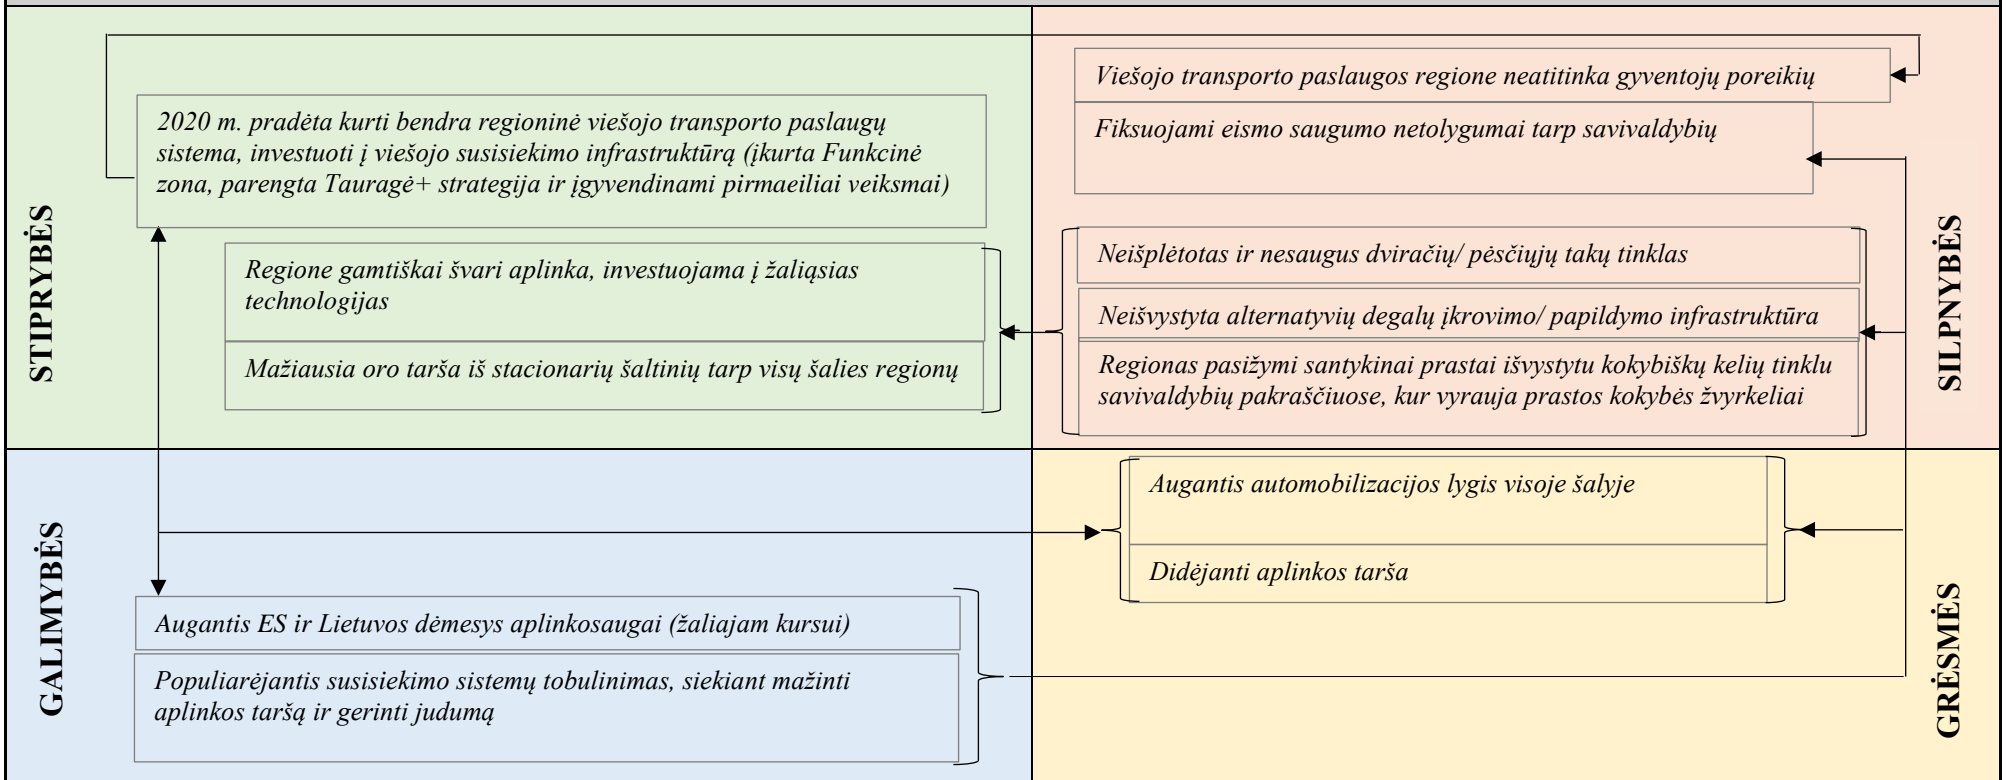 STIPRYBĖS
2020 m. pradėta kurti bendra regioninė viešojo transporto paslaugų
sistema, investuoti į viešojo susisiekimo infrastruktūrą (įkurta Funkcinė
zona, parengta Tauragė+ strategija ir įgyvendinami pirmaeiliai veiksmai)
Regione gamtiškai švari aplinka, investuojama į žaliąsias
technologijas
Mažiausia oro tarša iš stacionarių šaltinių tarp visų šalies regionų
SILPNYBĖS
Viešojo transporto paslaugos regione neatitinka gyventojų poreikių
Fiksuojami eismo saugumo netolygumai tarp savivaldybių
Neišplėtotas ir nesaugus dviračių/ pėsčiųjų takų tinklas
Neišvystyta alternatyvių degalų įkrovimo/ papildymo infrastruktūra
Regionas pasižymi santykinai prastai išvystytu kokybiškų kelių tinklu
savivaldybių pakraščiuose, kur vyrauja prastos kokybės žvyrkeliai
GALIMYBĖS
Augantis ES ir Lietuvos dėmesys aplinkosaugai (žaliajam kursui)
Populiarėjantis susisiekimo sistemų tobulinimas, siekiant mažinti
aplinkos taršą ir gerinti judumą
GRĖSMĖS
Augantis automobilizacijos lygis visoje šalyje
Didėjanti aplinkos tarša